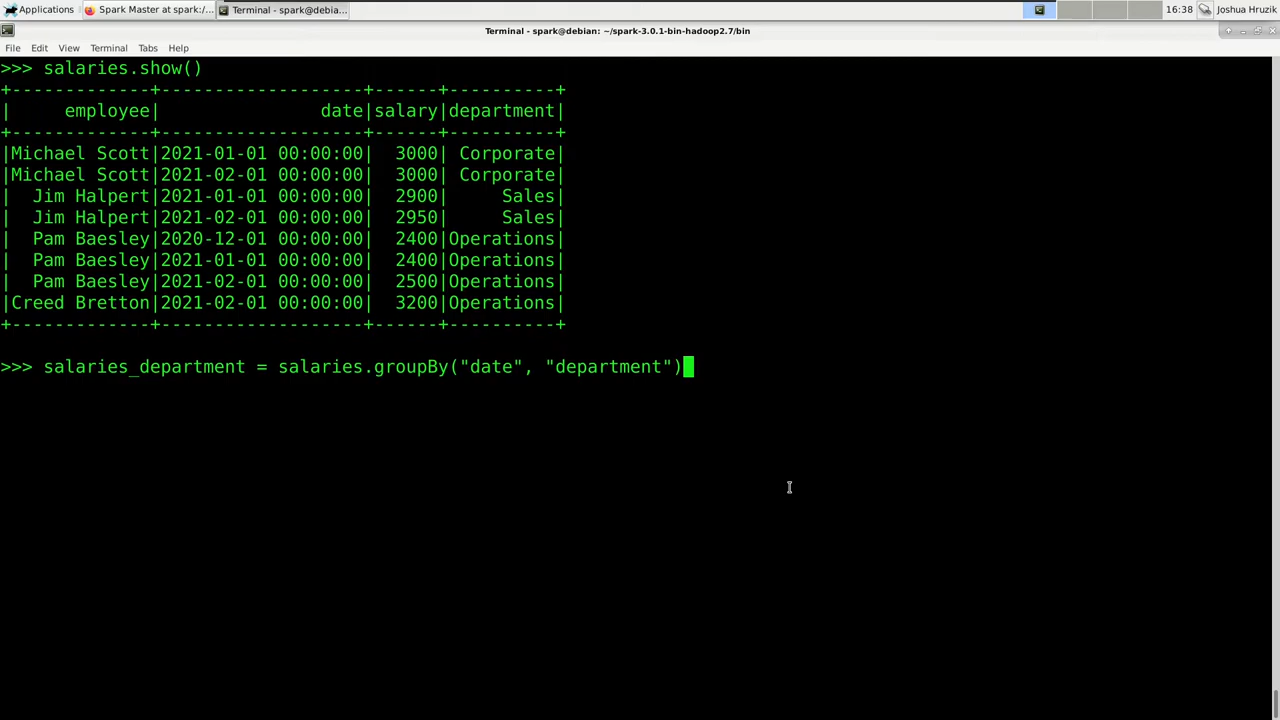 Applications Spark Master at spark:/... Terminal - spark@debia... 16:38 Joshua Hruzik
Terminal - spark@debian: ~/spark-3.0.1-bin-hadoop2.7/bin
File Edit View Terminal Tabs Help
>>> salaries.show()
+-------------+-------------------+------+----------+
|     employee|               date|salary|department|
+-------------+-------------------+------+----------+
|Michael Scott|2021-01-01 00:00:00|  3000| Corporate|
|Michael Scott|2021-02-01 00:00:00|  3000| Corporate|
|  Jim Halpert|2021-01-01 00:00:00|  2900|     Sales|
|  Jim Halpert|2021-02-01 00:00:00|  2950|     Sales|
|  Pam Baesley|2020-12-01 00:00:00|  2400|Operations|
|  Pam Baesley|2021-01-01 00:00:00|  2400|Operations|
|  Pam Baesley|2021-02-01 00:00:00|  2500|Operations|
|Creed Bretton|2021-02-01 00:00:00|  3200|Operations|
+-------------+-------------------+------+----------+
>>> salaries_department = salaries.groupBy("date", "department")